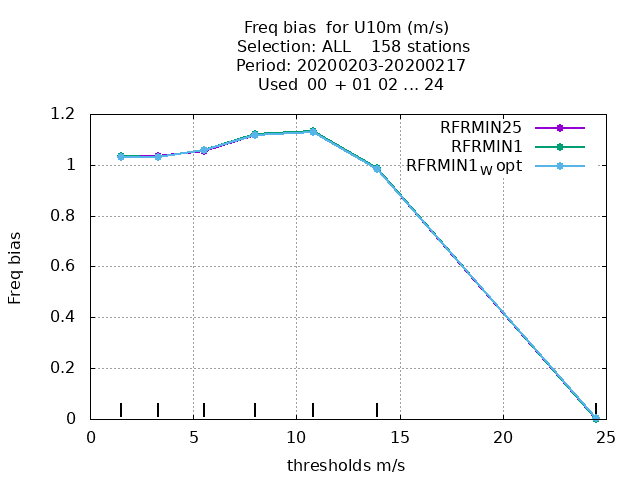 Freq bias  for U10m (m/s)
Selection: ALL    158 stations
Period: 20200203-20200217
Used  00  + 01 02 ... 24
1.2
1
0.8
0.6
0.4
0.2
0
Freq bias
RFRMIN25
RFRMIN1
RFRMIN1W opt
0 5 10 15 20 25
thresholds m/s